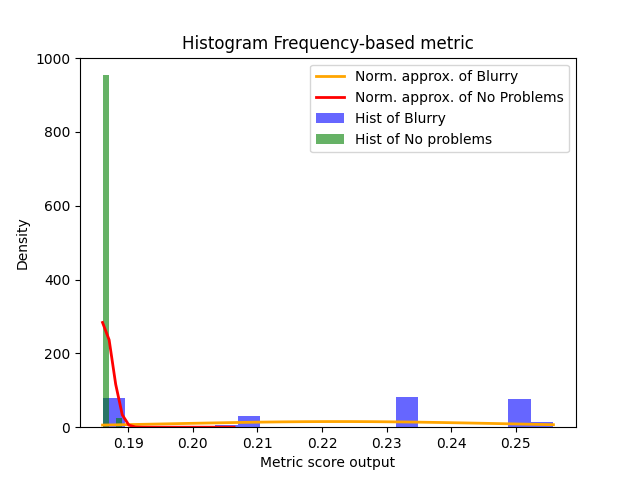 Histogram Frequency-based metric
Norm. approx. of Blurry
Norm. approx. of No Problems
Hist of Blurry
Hist of No problems
Density
1000
800
600
400
200
0
0.19 0.20 0.21 0.22 0.23 0.24 0.25
Metric score output